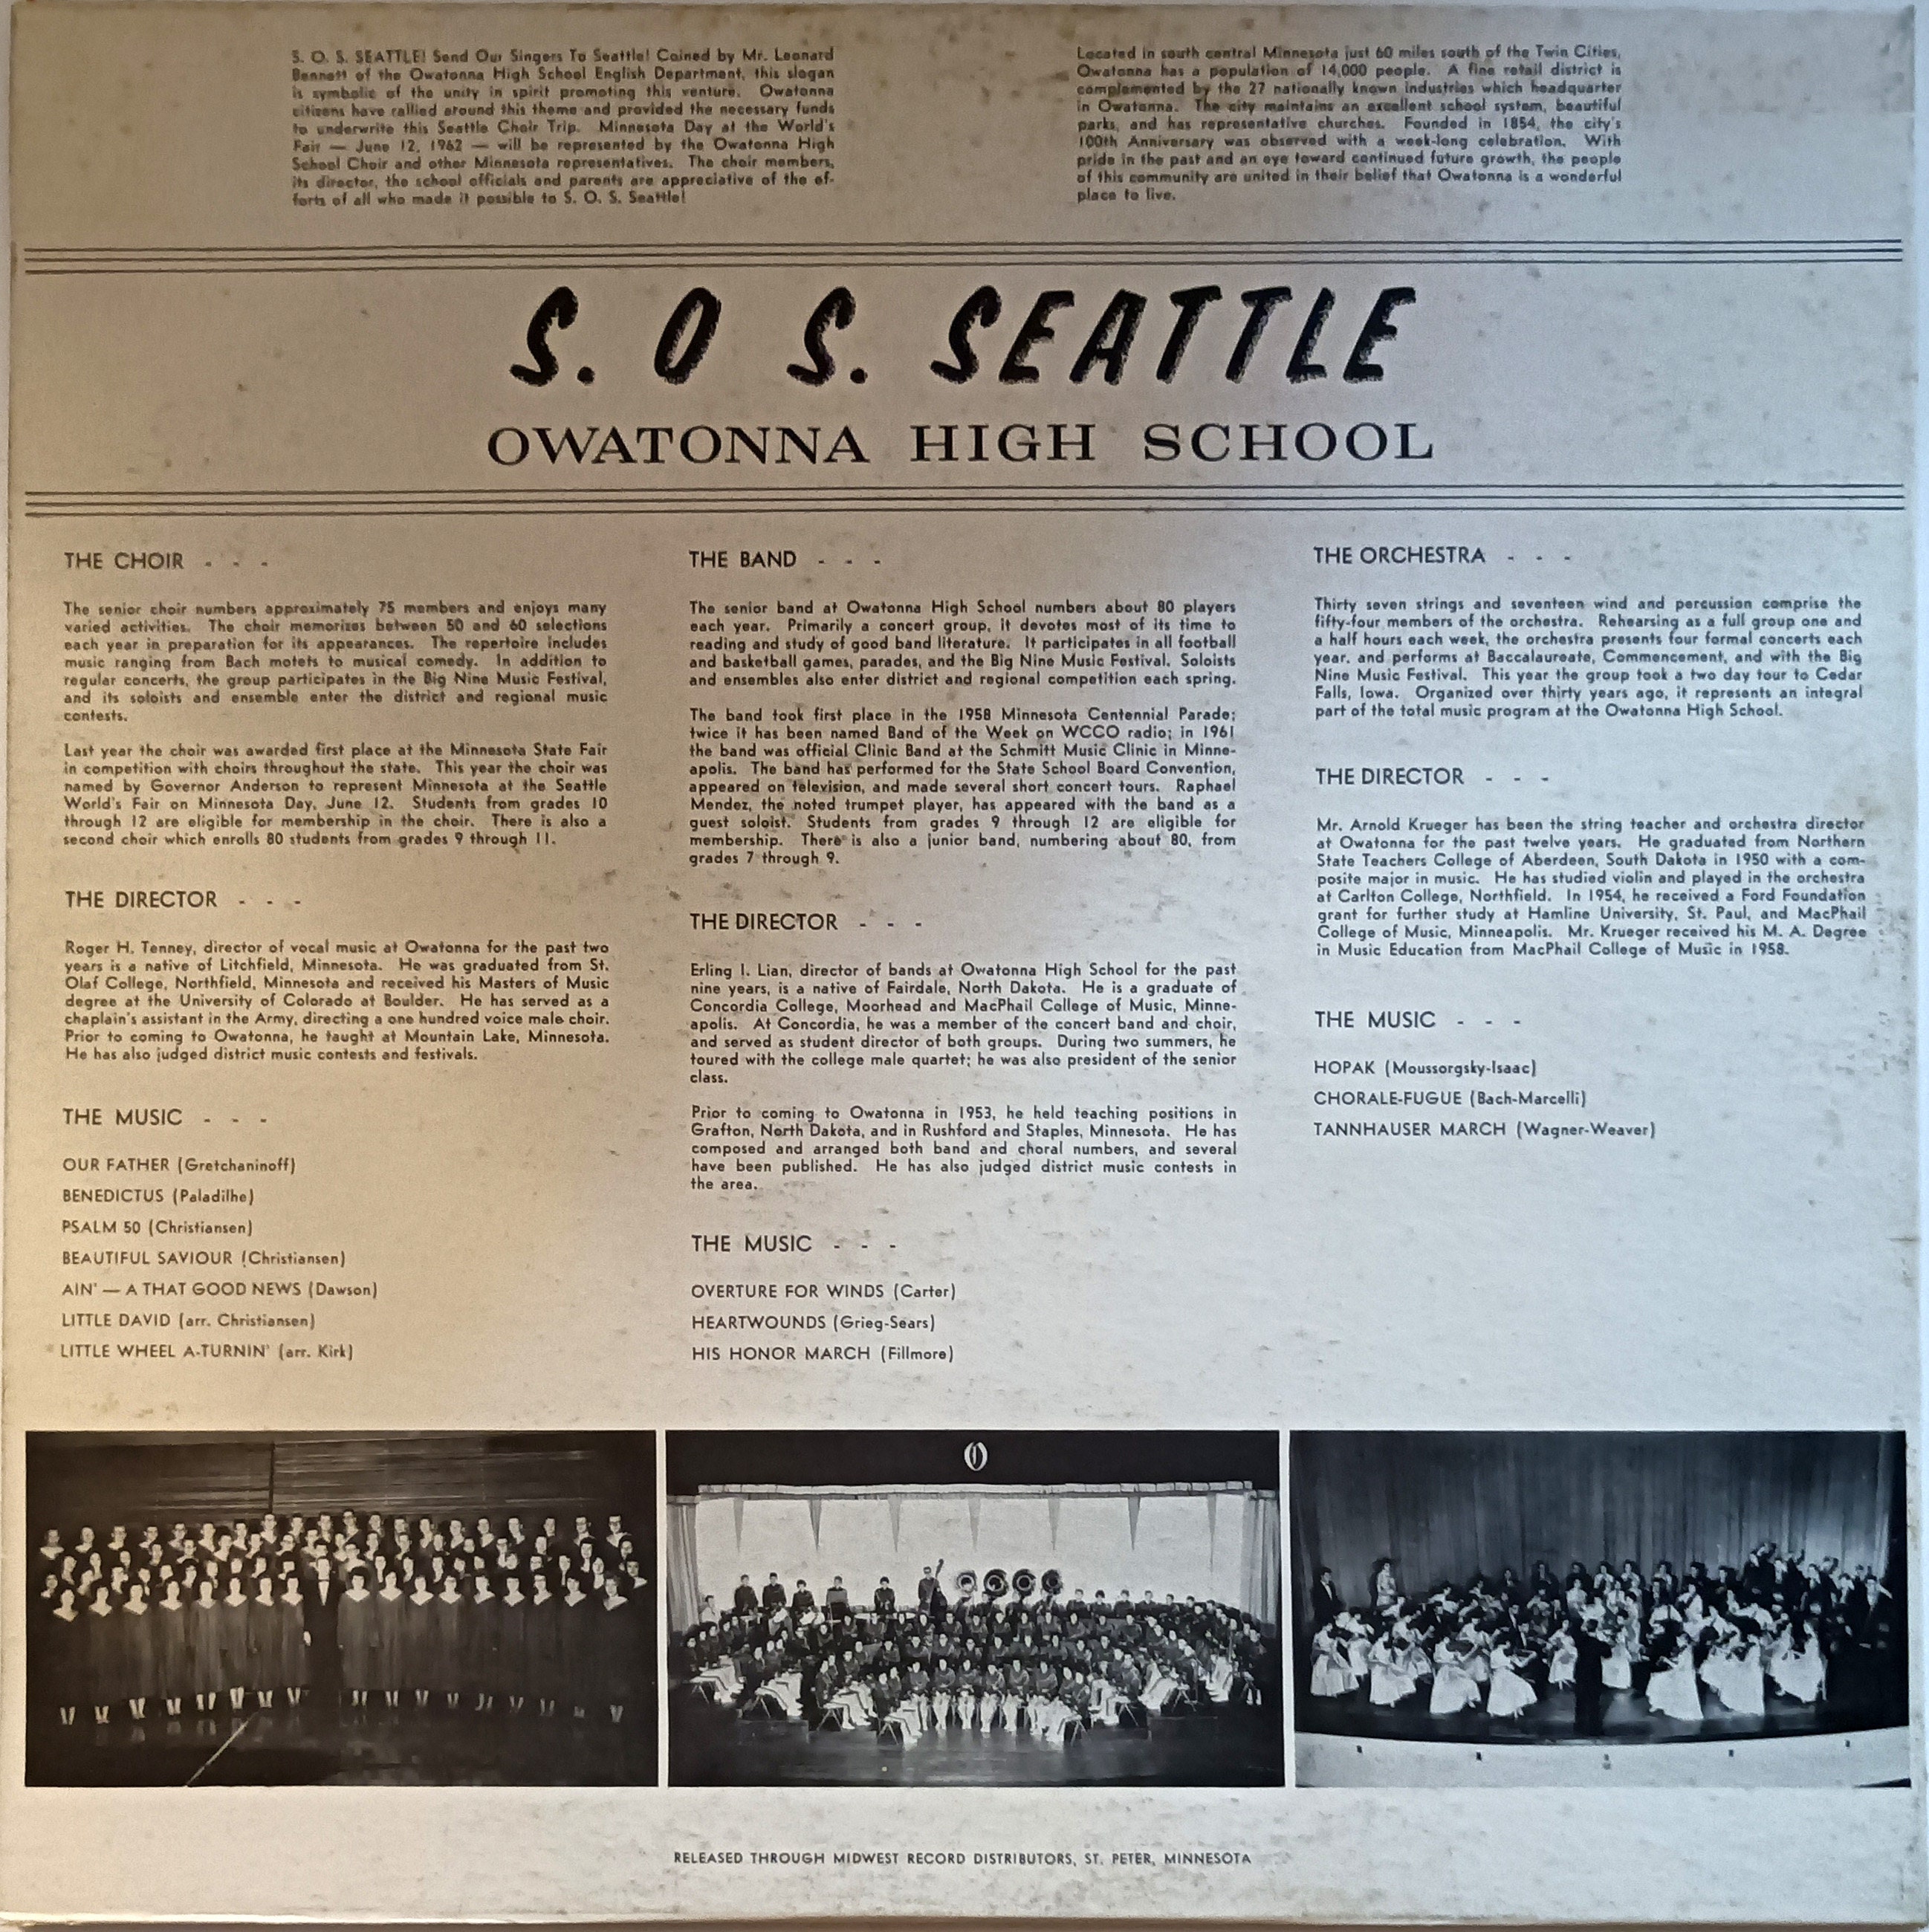 S. O. S. SEATTLE! Send Our Singers To Seattle! Coined by Mr. Leonard
Bennett of the Owatonna High School English Department, this slogan
is symbolic of the unity in spirit promoting this venture. Owatonna
citizens have rallied around this theme and provided the necessary funds
to underwrite this Seattle Choir Trip. Minnesota Day at the World's
Fair — June 12, 1962 — will be represented by the Owatonna High
School Choir and other Minnesota representatives. The choir members,
its director, the school officials and parents are appreciative of the ef-
forts of all who made it possible to S. O. S. Seattle!
Located in south central Minnesota just 60 miles south of the Twin Cities,
Owatonna has a population of 14,000 people. A fine retail district is
complemented by the 27 nationally known industries which headquarter
in Owatonna. The city maintains an excellent school system, beautiful
parks, and has representative churches. Founded in 1854, the city's
100th Anniversary was observed with a week-long celebration. With
pride in the past and an eye toward continued future growth, the people
of this community are united in their belief that Owatonna is a wonderful
place to live.
S. O S. SEATTLE
OWATONNA HIGH SCHOOL
THE CHOIR - - -
The senior choir numbers approximately 75 members and enjoys many
varied activities. The choir memorizes between 50 and 60 selections
each year in preparation for its appearances. The repertoire includes
music ranging from Bach motets to musical comedy. In addition to
regular concerts, the group participates in the Big Nine Music Festival,
and its soloists and ensemble enter the district and regional music
contests.
Last year the choir was awarded first place at the Minnesota State Fair
in competition with choirs throughout the state. This year the choir was
named by Governor Anderson to represent Minnesota at the Seattle
World's Fair on Minnesota Day, June 12. Students from grades 10
through 12 are eligible for membership in the choir. There is also a
second choir which enrolls 80 students from grades 9 through 11.
THE DIRECTOR - - -
Roger H. Tenney, director of vocal music at Owatonna for the past two
years is a native of Litchfield, Minnesota. He was graduated from St.
Olaf College, Northfield, Minnesota and received his Masters of Music
degree at the University of Colorado at Boulder. He has served as a
chaplain's assistant in the Army, directing a one hundred voice male choir.
Prior to coming to Owatonna, he taught at Mountain Lake, Minnesota.
He has also judged district music contests and festivals.
THE MUSIC - - -
OUR FATHER (Gretchaninoff)
BENEDICTUS (Paladilhe)
PSALM 50 (Christiansen)
BEAUTIFUL SAVIOUR (Christiansen)
AIN' — A THAT GOOD NEWS (Dawson)
LITTLE DAVID (arr. Christiansen)
LITTLE WHEEL A-TURNIN' (arr. Kirk)
THE BAND - - -
The senior band at Owatonna High School numbers about 80 players
each year. Primarily a concert group, it devotes most of its time to
reading and study of good band literature. It participates in all football
and basketball games, parades, and the Big Nine Music Festival. Soloists
and ensembles also enter district and regional competition each spring.
The band took first place in the 1958 Minnesota Centennial Parade;
twice it has been named Band of the Week on WCCO radio; in 1961
the band was official Clinic Band at the Schmitt Music Clinic in Minne-
apolis. The band has performed for the State School Board Convention,
appeared on television, and made several short concert tours. Raphael
Mendez, the noted trumpet player, has appeared with the band as a
guest soloist. Students from grades 9 through 12 are eligible for
membership. There is also a junior band, numbering about 80, from
grades 7 through 9.
THE DIRECTOR - - -
Erling I. Lian, director of bands at Owatonna High School for the past
nine years, is a native of Fairdale, North Dakota. He is a graduate of
Concordia College, Moorhead and MacPhail College of Music, Minne-
apolis. At Concordia, he was a member of the concert band and choir,
and served as student director of both groups. During two summers, he
toured with the college male quartet; he was also president of the senior
class.
Prior to coming to Owatonna in 1953, he held teaching positions in
Grafton, North Dakota, and in Rushford and Staples, Minnesota. He has
composed and arranged both band and choral numbers, and several
have been published. He has also judged district music contests in
the area.
THE MUSIC - - -
OVERTURE FOR WINDS (Carter)
HEARTWOUNDS (Grieg-Sears)
HIS HONOR MARCH (Fillmore)
THE ORCHESTRA - - -
Thirty seven strings and seventeen wind and percussion comprise the
fifty-four members of the orchestra. Rehearsing as a full group one and
a half hours each week, the orchestra presents four formal concerts each
year, and performs at Baccalaureate, Commencement, and with the Big
Nine Music Festival. This year the group took a two day tour to Cedar
Falls, Iowa. Organized over thirty years ago, it represents an integral
part of the total music program at the Owatonna High School.
THE DIRECTOR - - -
Mr. Arnold Krueger has been the string teacher and orchestra director
at Owatonna for the past twelve years. He graduated from Northern
State Teachers College of Aberdeen, South Dakota in 1950 with a com-
posite major in music. He has studied violin and played in the orchestra
at Carlton College, Northfield. In 1954, he received a Ford Foundation
grant for further study at Hamline University, St. Paul, and MacPhail
College of Music, Minneapolis. Mr. Krueger received his M. A. Degree
in Music Education from MacPhail College of Music in 1958.
THE MUSIC - - -
HOPAK (Moussorgsky-Isaac)
CHORALE-FUGUE (Bach-Marcelli)
TANNHAUSER MARCH (Wagner-Weaver)
O
RELEASED THROUGH MIDWEST RECORD DISTRIBUTORS, ST. PETER, MINNESOTA